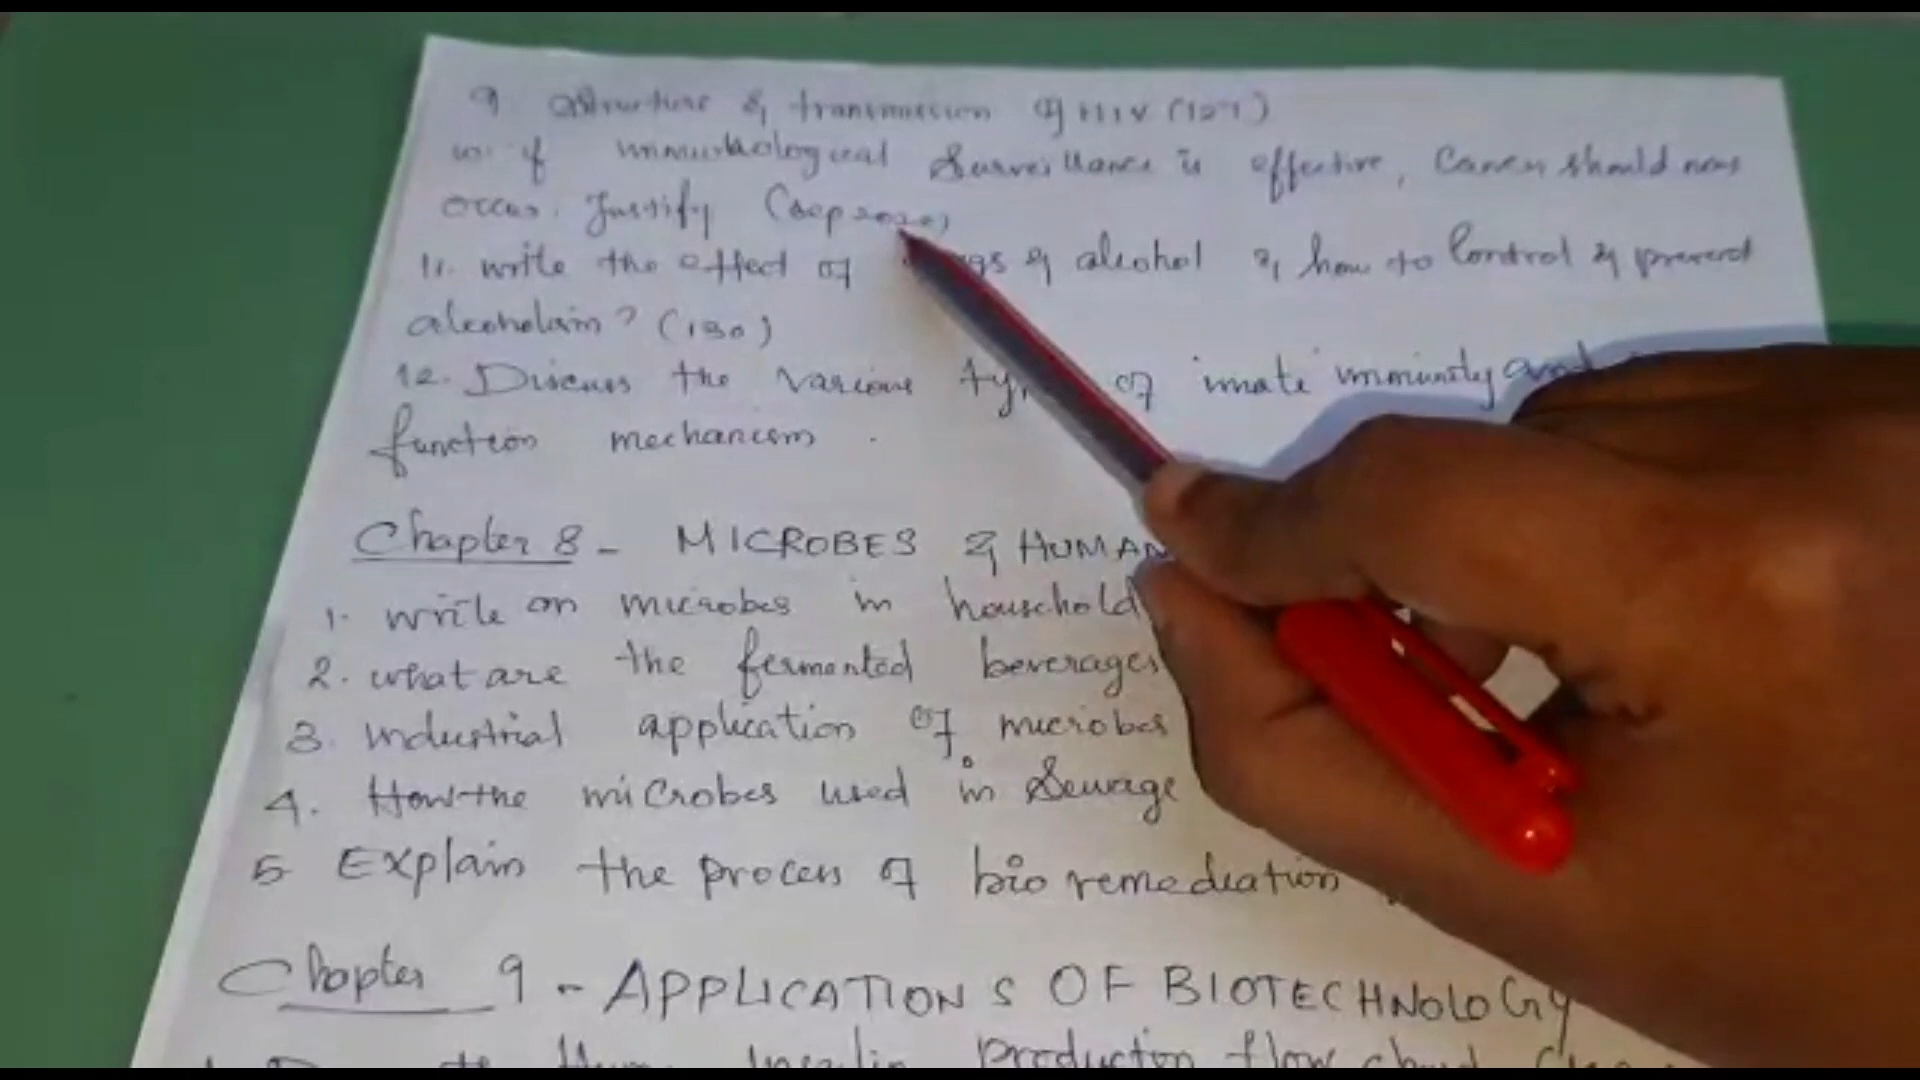 9. structure & transmission of HIV (127)
10. if immunological Surveillance is effective, Cancer should not
occur. Justify (sep 2020)
11. write the effect of & alcohol & how to Control & prevent
alcoholism? (130)
12. Discuss the various of innate immunity and
function mechanism.
Chapter 8 - MICROBES & HUMAN
1. write on microbes in household
2. what are the fermented beverages
3. industrial application of microbes
4. How the microbes used in Sewage
5 Explain the process of bio remediation
Chapter 9 - APPLICATIONS OF BIOTECHNOLOGY
Insulin Production flow chart